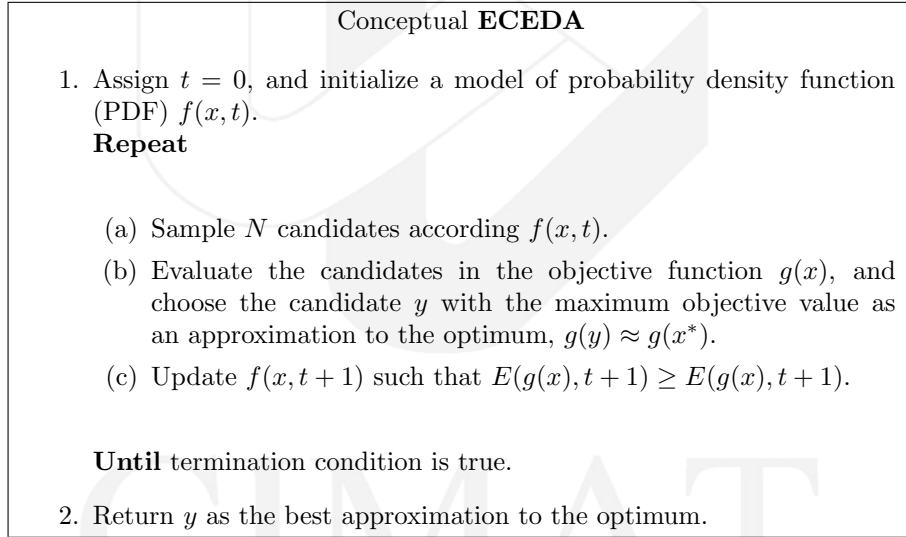 Conceptual ECEDA
1. Assign t = 0, and initialize a model of probability density function
(PDF) f(x, t).
Repeat
(a) Sample N candidates according f(x, t).
(b) Evaluate the candidates in the objective function g(x), and
choose the candidate y with the maximum objective value as
an approximation to the optimum, g(y) ≈ g(x*).
(c) Update f(x, t + 1) such that E(g(x), t + 1) ≥ E(g(x), t + 1).
Until termination condition is true.
CIMAT
2. Return y as the best approximation to the optimum.